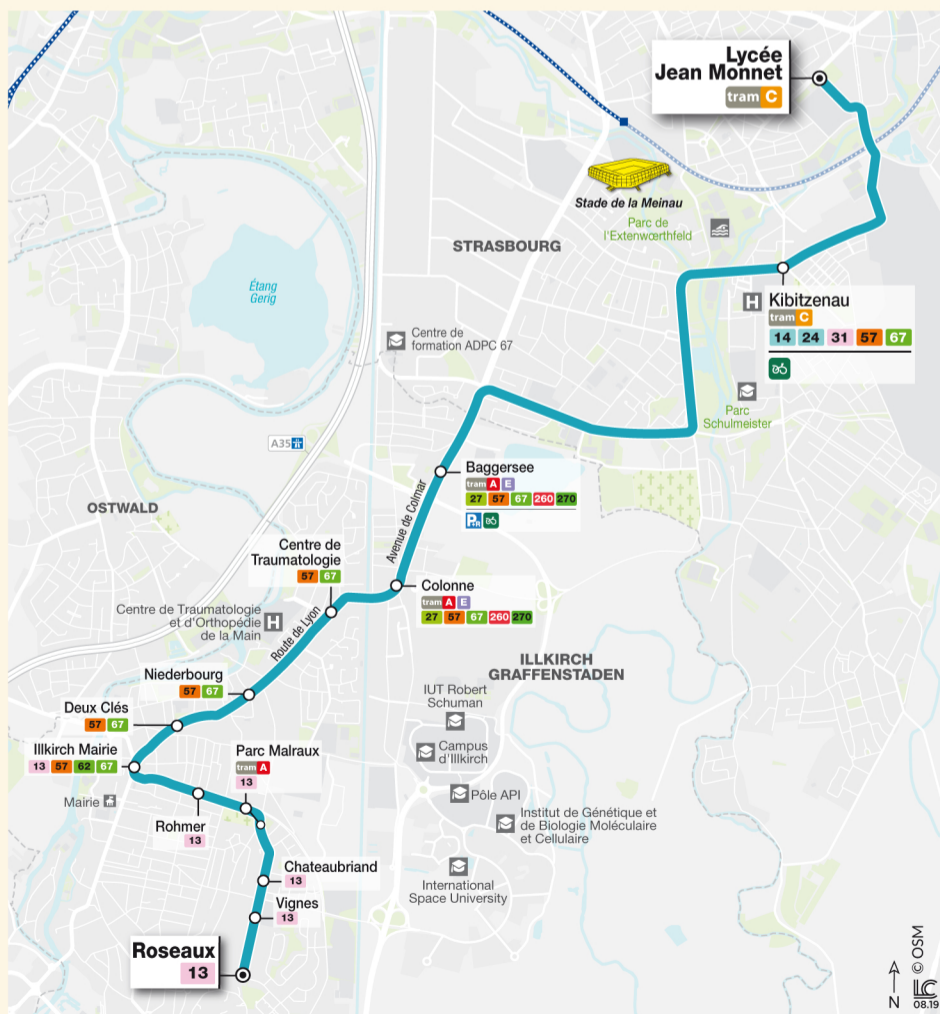 Lycée
Jean Monnet
tram C
Stade de la Meinau
Parc de
l'Extenwœrthfeld
STRASBOURG
Étang
Gerig
H
Kibitzenau
tram C
14 24 31 57 67
Centre de
formation ADPC 67
Parc
Schulmeister
A35
Baggersee
tram A E
27 57 67 260 270
P+R
OSTWALD
Avenue de Colmar
Centre de
Traumatologie
57 67
Colonne
tram A E
27 57 67 260 270
Centre de Traumatologie
et d'Orthopédie
de la Main
H
Route de Lyon
ILLKIRCH
GRAFFENSTADEN
Niederbourg
57 67
IUT Robert
Schuman
Deux Clés
57 67
Campus
d'Illkirch
Illkirch Mairie
13 57 62 67
Parc Malraux
tram A
13
Mairie
Pôle API
Rohmer
13
Institut de Génétique et
de Biologie Moléculaire
et Cellulaire
Chateaubriand
13
International
Space University
Vignes
13
Roseaux
13
N
© OSM
LC
08.19